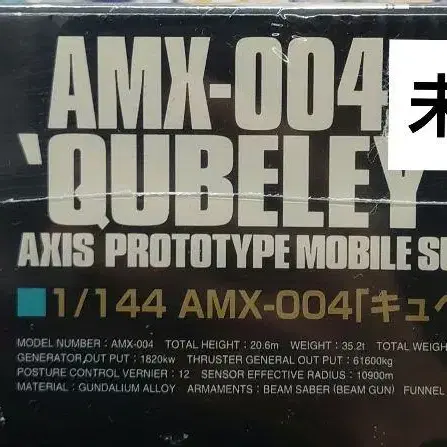 AMX-004
未
'QUBELEY
AXIS PROTOTYPE MOBILE SU
■1/144 AMX-004「キュベ
MODEL NUMBER : AMX-004 TOTAL HEIGHT : 20.6m WEIGHT : 35.2t TOTAL WEIGH
GENERATOR OUT PUT : 1820kw THRUSTER GENERAL OUT PUT : 61600kg
POSTURE CONTROL VERNIER : 12 SENSOR EFFECTIVE RADIUS : 10900m
MATERIAL : GUNDALIUM ALLOY ARMAMENTS : BEAM SABER (BEAM GUN) FUNNEL